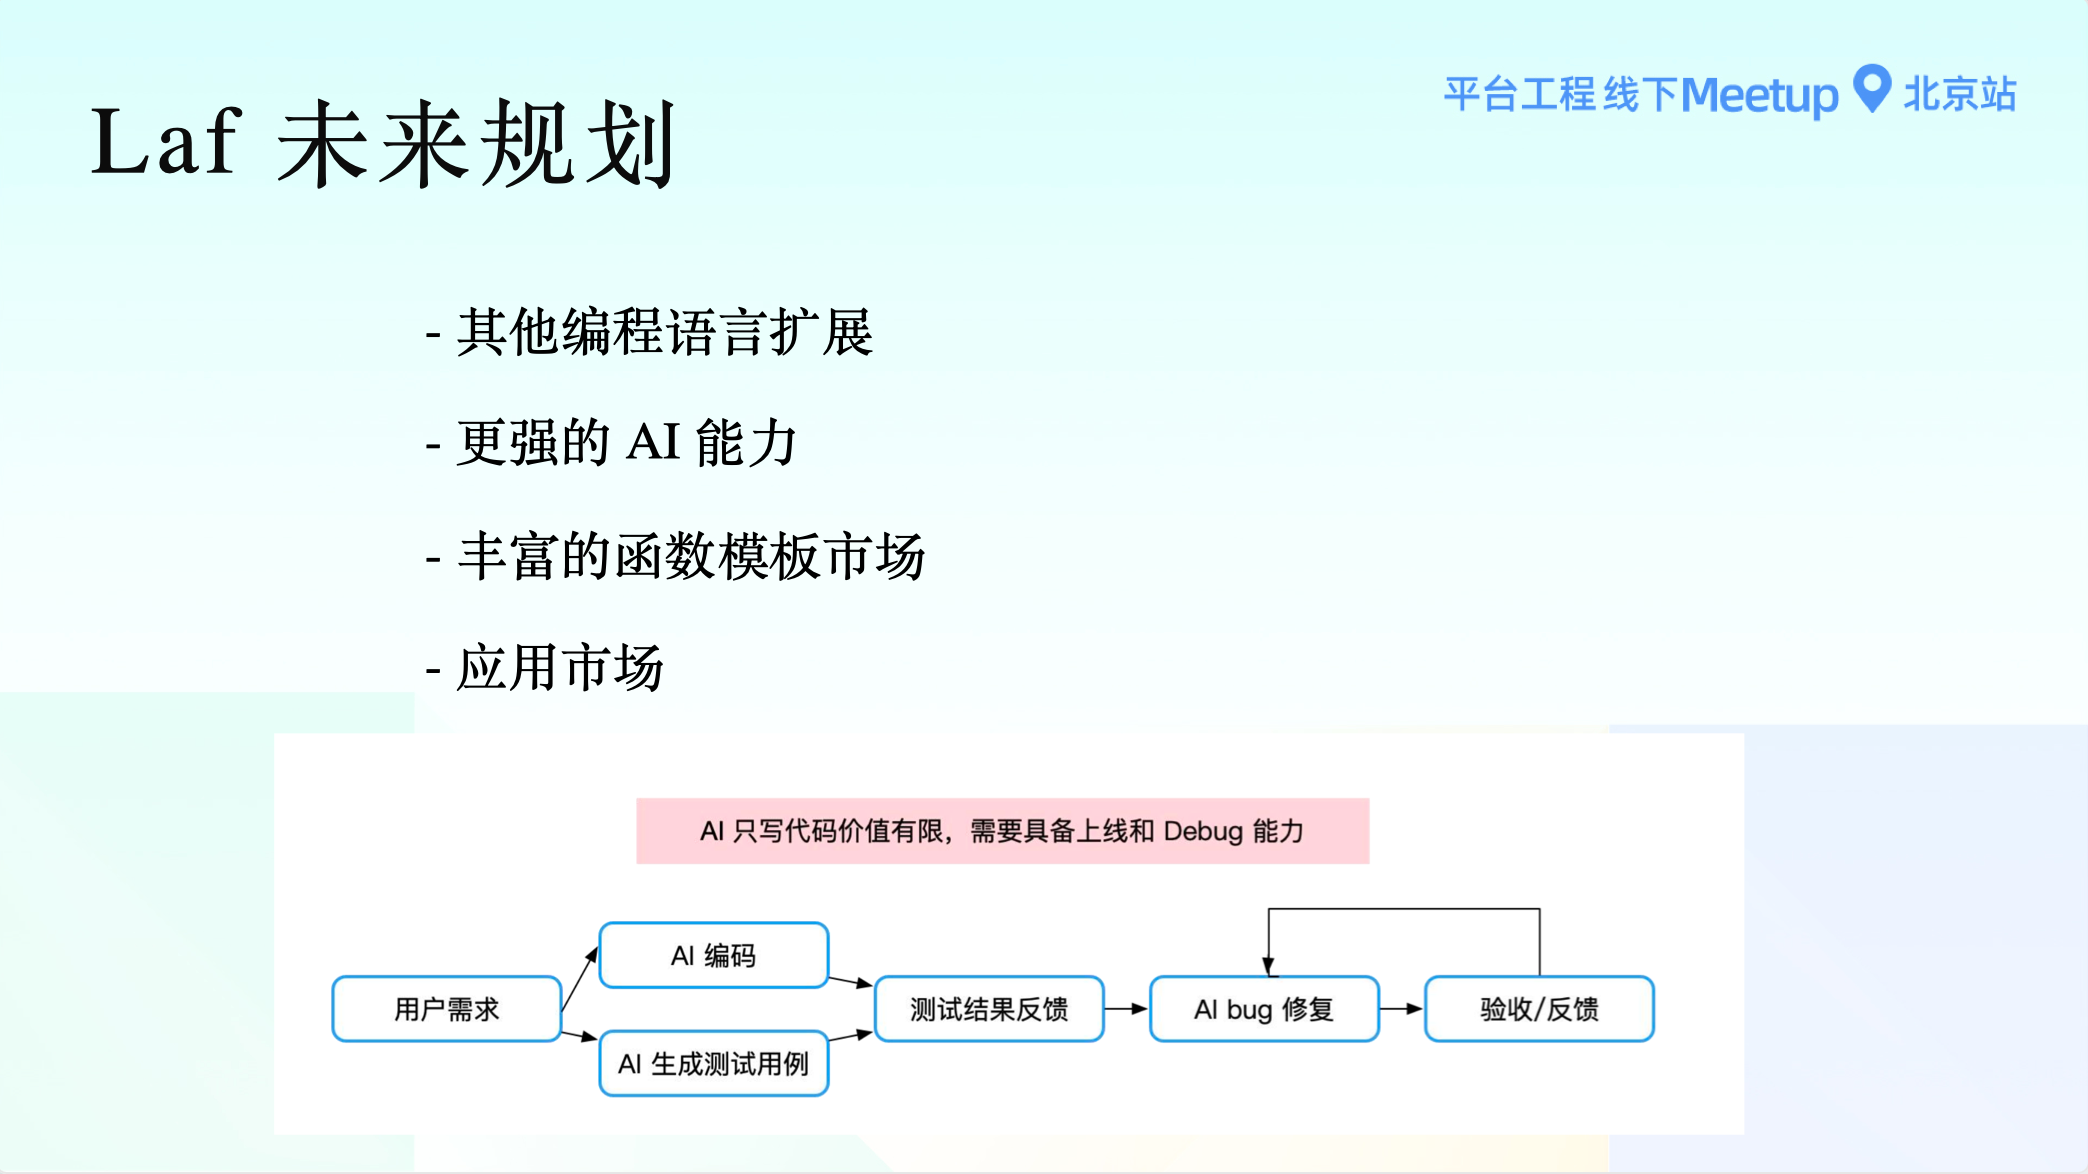 Laf 未来规划
平台工程 线下Meetup 北京站
- 其他编程语言扩展
- 更强的 AI 能力
- 丰富的函数模板市场
- 应用市场
AI 只写代码价值有限，需要具备上线和 Debug 能力
用户需求
AI 编码
AI 生成测试用例
测试结果反馈
AI bug 修复
验收/反馈